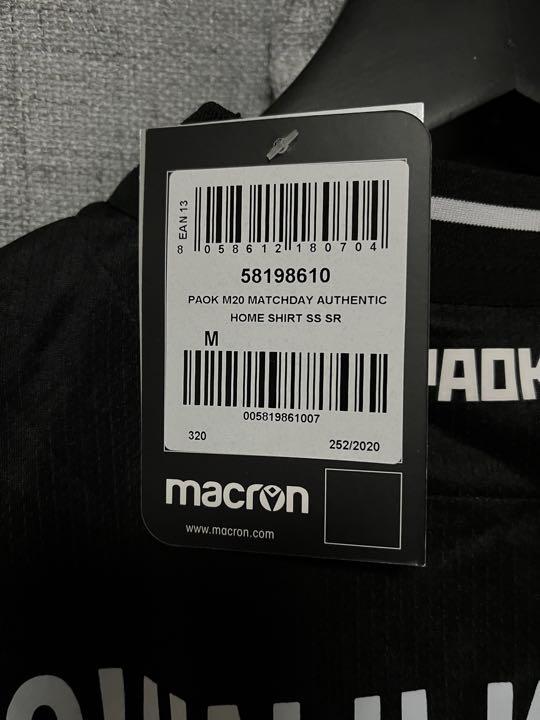 EAN 13
8 058612 180704
58198610
PAOK M20 MATCHDAY AUTHENTIC
HOME SHIRT SS SR
M
005819861007
320
252/2020
macron
www.macron.com
PAOK